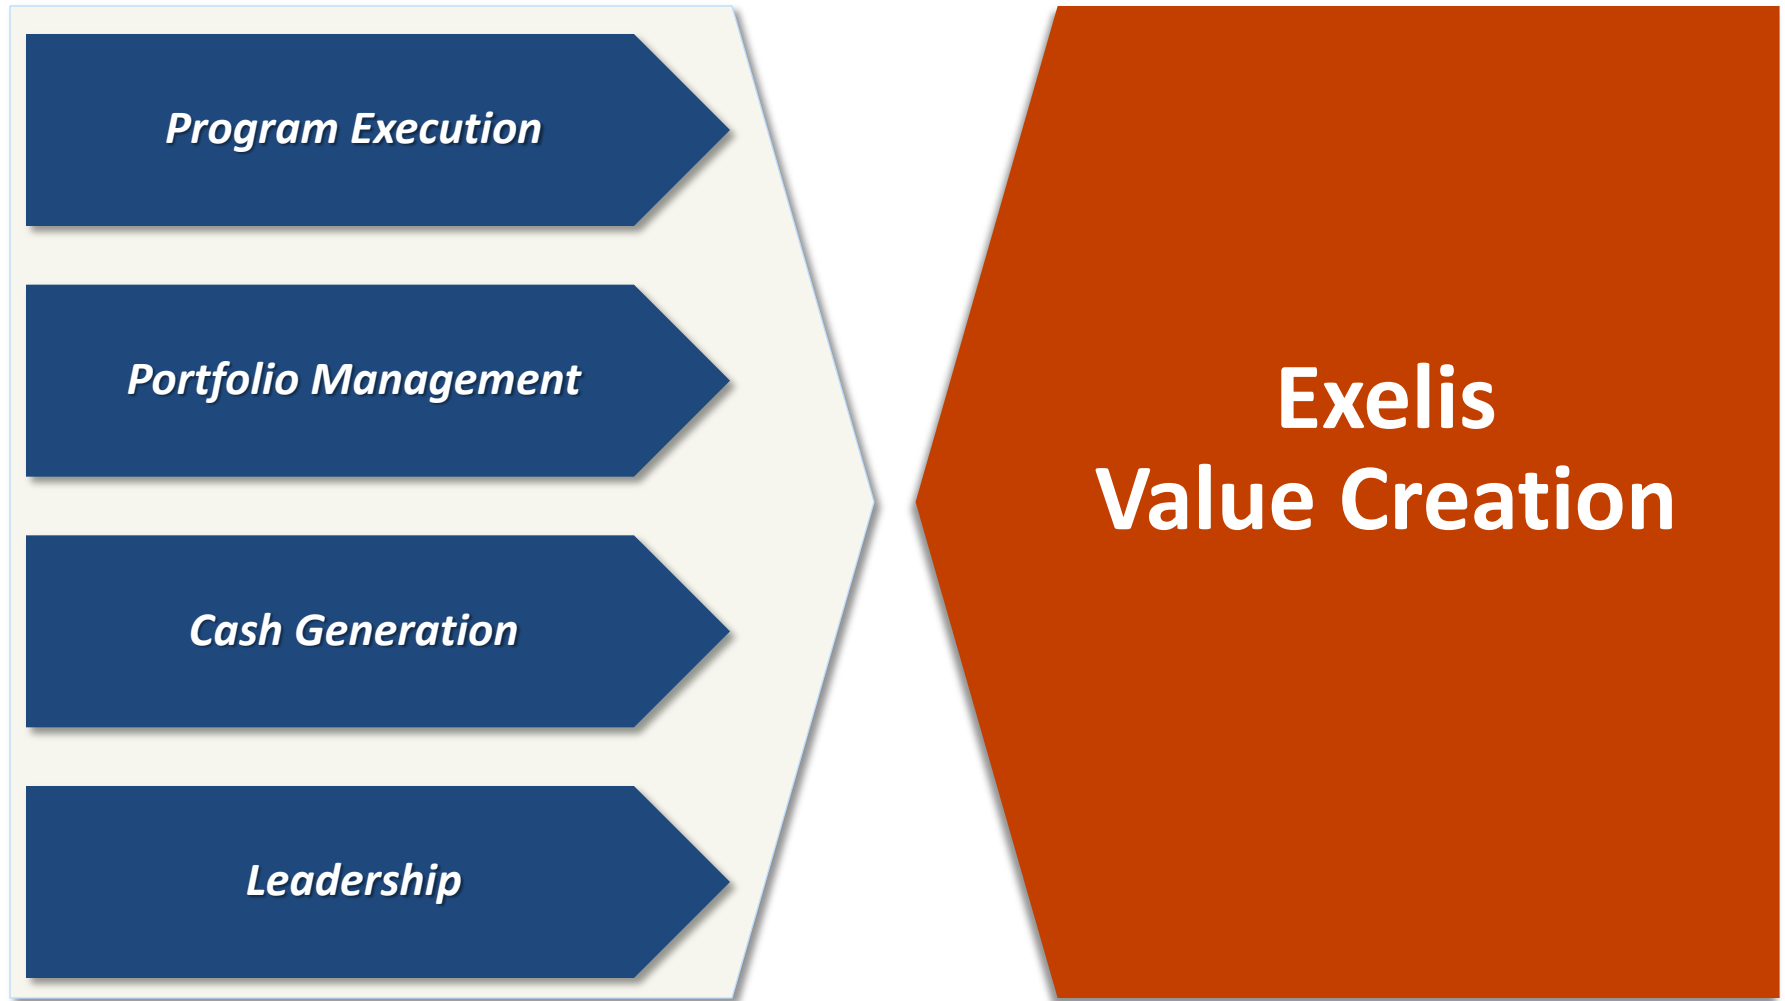 Program Execution
Portfolio Management
Cash Generation
Leadership
Exelis
Value Creation